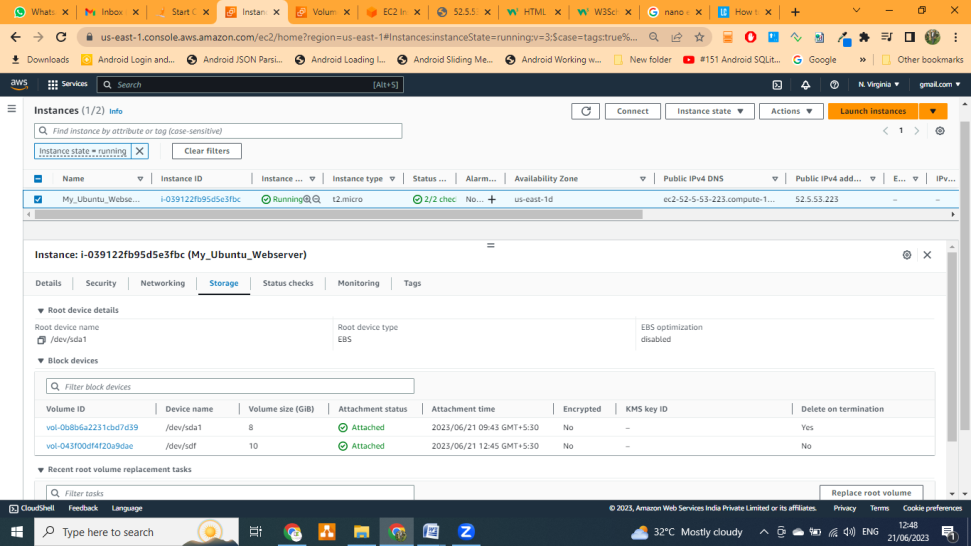 Whats
Inbox
Start C
Instanc
Volum
EC2 In
52.5.5
HTML
W3Sch
nano e
How t
us-east-1.console.aws.amazon.com/ec2/home?region=us-east-1#Instances:instanceState=running;v=3;$case=tags:true%...
Downloads
Android Login and...
Android JSON Parsi...
Android Loading I...
Android Sliding Me...
Android Working w...
New folder
#151 Android SQLit...
Google
»
Other bookmarks
aws
Services
Search
[Alt+S]
N. Virginia
gmail.com
Instances (1/2) Info
Connect
Instance state
Actions
Launch instances
Find instance by attribute or tag (case-sensitive)
1
Instance state = running
Clear filters
Name Instance ID Instance ... Instance type Status ... Alarm... Availability Zone Public IPv4 DNS Public IPv4 add... E... IPv...
My_Ubuntu_Webse... i-039122fb95d5e3fbc Running t2.micro 2/2 chec No... + us-east-1d ec2-52-5-53-223.compute-1... 52.5.53.223 – –
Instance: i-039122fb95d5e3fbc (My_Ubuntu_Webserver)
Details Security Networking Storage Status checks Monitoring Tags
Root device details
Root device name Root device type EBS optimization
/dev/sda1 EBS disabled
Block devices
Filter block devices
Volume ID Device name Volume size (GiB) Attachment status Attachment time Encrypted KMS key ID Delete on termination
vol-0b8b6a2231cbd7d39 /dev/sda1 8 Attached 2023/06/21 09:43 GMT+5:30 No – Yes
vol-043f00df4f20a9dae /dev/sdf 10 Attached 2023/06/21 12:45 GMT+5:30 No – No
Recent root volume replacement tasks
Filter tasks
Replace root volume
CloudShell Feedback Language © 2023, Amazon Web Services India Private Limited or its affiliates. Privacy Terms Cookie preferences
Type here to search
32°C Mostly cloudy
ENG
12:48
21/06/2023
1